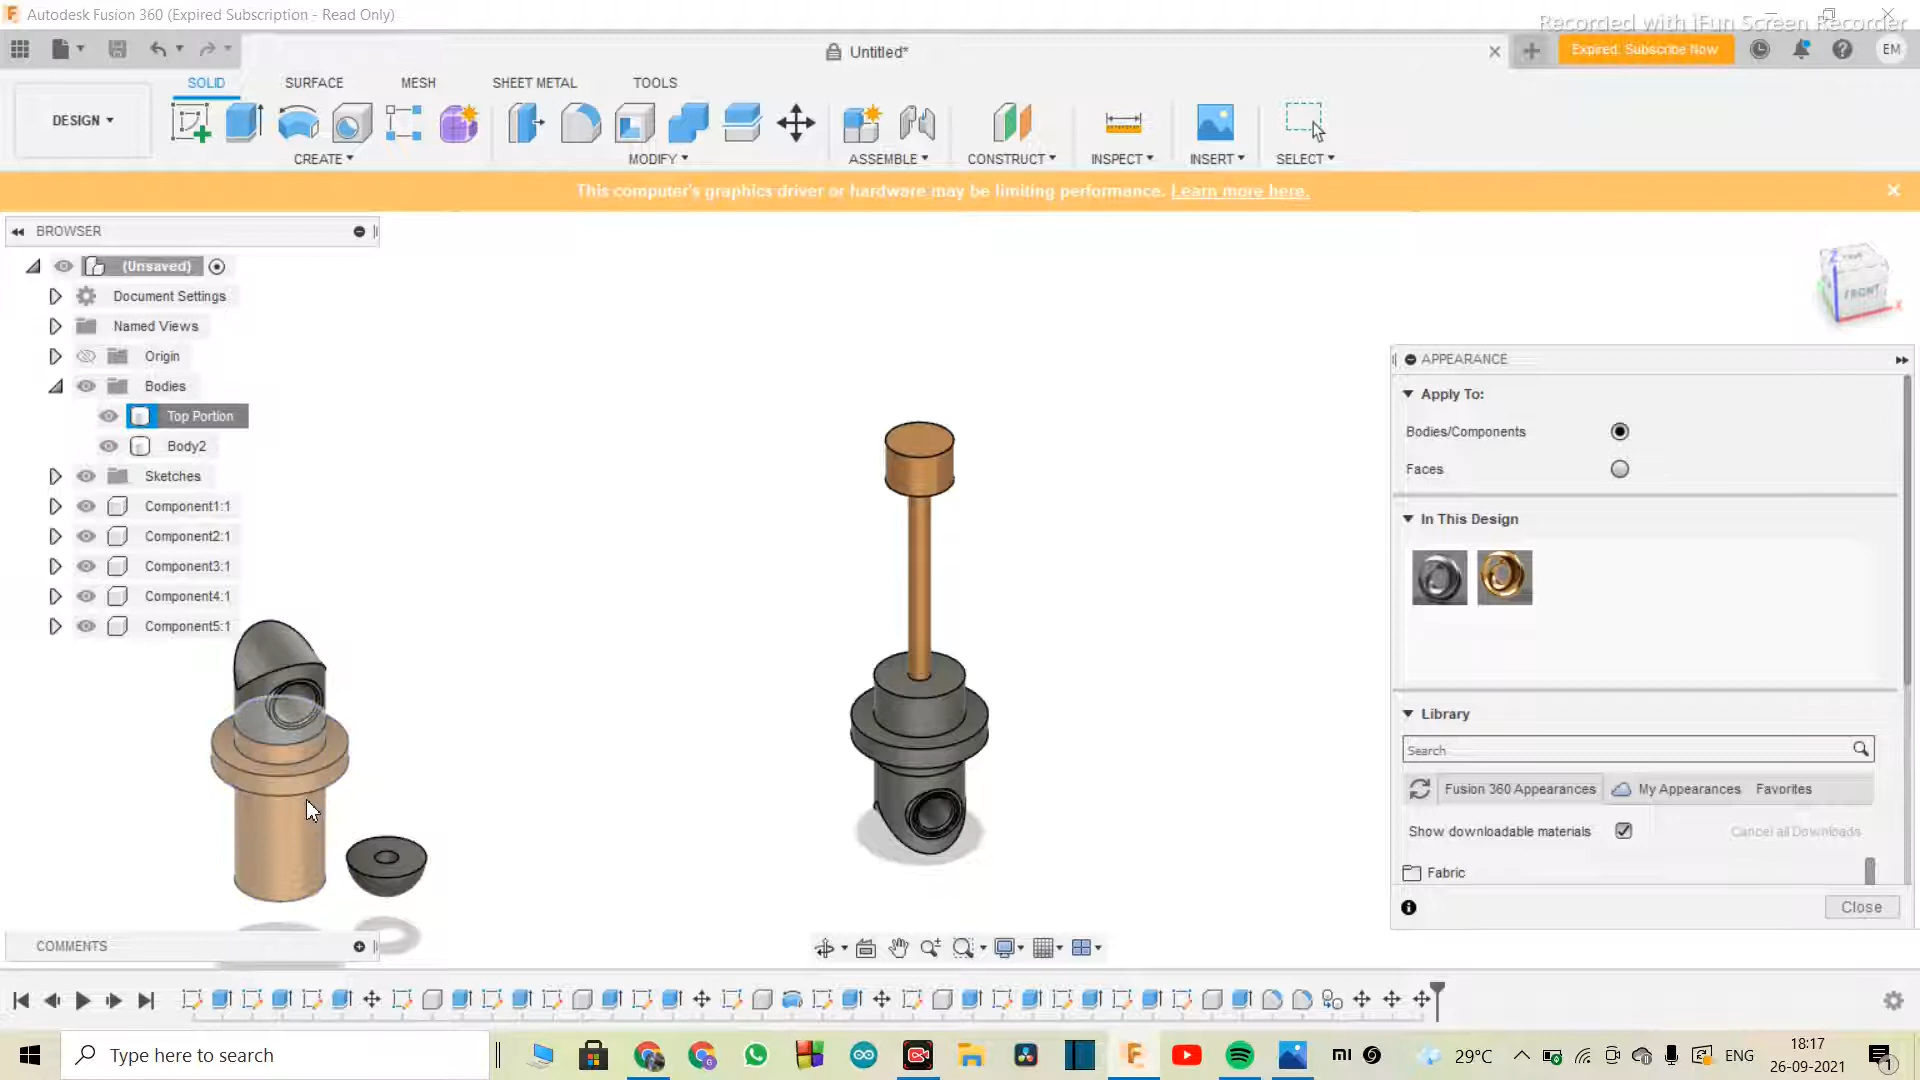 Autodesk Fusion 360 (Expired Subscription - Read Only)
Recorded with iFun Screen Recorder
Untitled*
Expired: Subscribe Now
EM
DESIGN
SOLID
SURFACE
MESH
SHEET METAL
TOOLS
CREATE
MODIFY
ASSEMBLE
CONSTRUCT
INSPECT
INSERT
SELECT
This computer's graphics driver or hardware may be limiting performance. Learn more here.
BROWSER
(Unsaved)
Document Settings
Named Views
Origin
Bodies
Top Portion
Body2
Sketches
Component1:1
Component2:1
Component3:1
Component4:1
Component5:1
Z
FRONT
X
APPEARANCE
Apply To:
Bodies/Components
Faces
In This Design
Library
Search
Fusion 360 Appearances
My Appearances
Favorites
Show downloadable materials
Cancel all Downloads
Fabric
Close
COMMENTS
Type here to search
29°C
ENG
18:17
26-09-2021
1